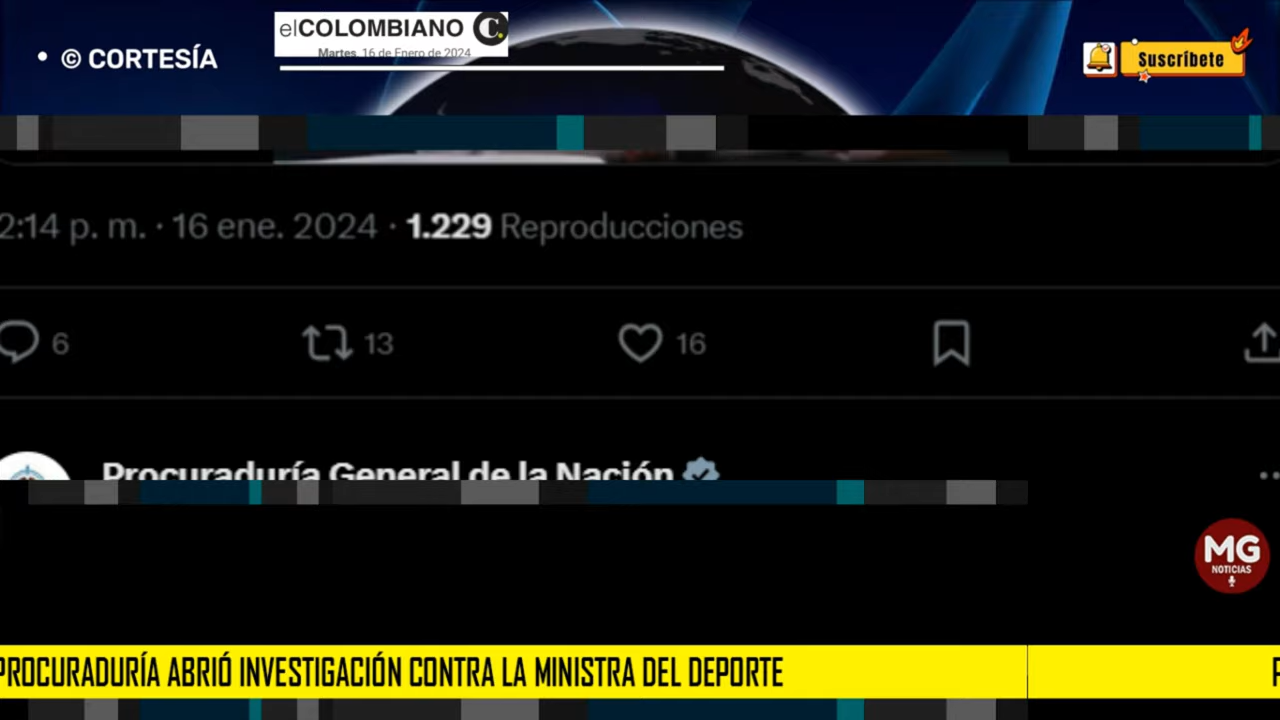 elCOLOMBIANO C.
• © CORTESÍA
Martes, 16 de Enero de 2024
Suscríbete
2:14 p. m. · 16 ene. 2024 · 1.229 Reproducciones
6 13 16
Procuraduría General de la Nación
MG
NOTICIAS
PROCURADURÍA ABRIÓ INVESTIGACIÓN CONTRA LA MINISTRA DEL DEPORTE